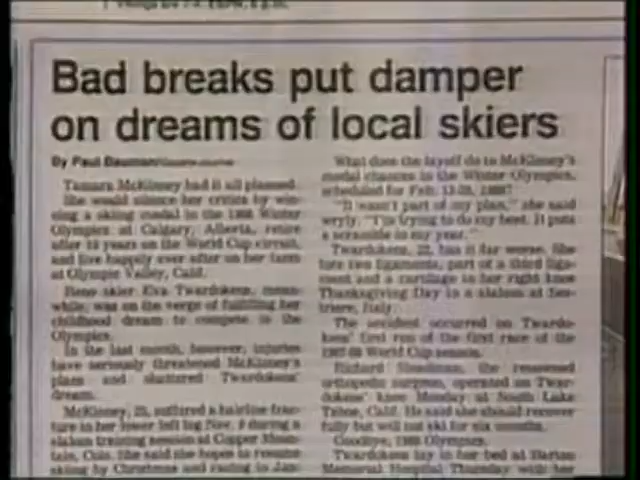 Bad breaks put damper
on dreams of local skiers
By Paul Bauman
Tamara McKinney had it all planned.
She would silence her critics by win-
ning a skiing medal in the 1988 Winter
Olympics at Calgary, Alberta, retire
after 10 years on the World Cup circuit,
and live happily ever after on her farm
at Olympic Valley, Calif.
Reno skier Eva Twardokens, mean-
while, was on the verge of fulfilling her
childhood dream to compete in the
Olympics.
In the last month, however, injuries
have seriously threatened McKinney's
plans and shattered Twardokens'
dream.
McKinney, 25, suffered a hairline frac-
ture in her lower left leg Nov. 9 during a
slalom training session at Copper Moun-
tain, Colo. She said she hopes to resume
skiing by Christmas and racing in Jan-
What does the layoff do to McKinney's
medal chances in the Winter Olympics,
scheduled for Feb. 13-28, 1988?
"It wasn't part of my plan," she said
wryly. "I'm trying to do my best. It puts
a scramble in my year."
Twardokens, 22, has it far worse. She
tore two ligaments, part of a third liga-
ment and a cartilage in her right knee
Thanksgiving Day in a slalom at Ses-
triere, Italy.
The accident occurred on Twardo-
kens' first run of the first race of the
1987-88 World Cup season.
Richard Steadman, the renowned
orthopedic surgeon, operated on Twar-
dokens' knee Monday at South Lake
Tahoe, Calif. He said she should recover
fully but will not ski for six months.
Goodbye, 1988 Olympics.
Twardokens lay in her bed at Barton
Memorial Hospital Thursday with her